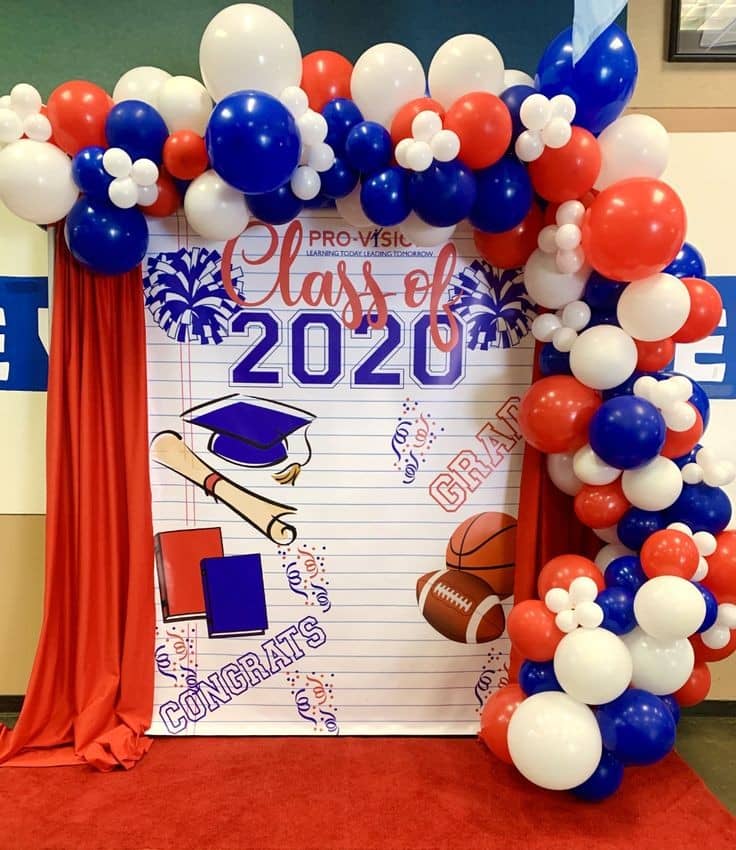 PRO-VISION
LEARNING TODAY, LEADING TOMORROW
Class of
2020
GRAD
CONGRATS